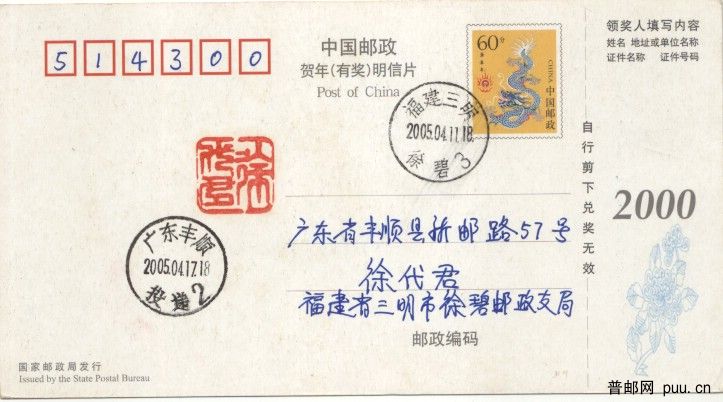 514300
中国邮政
贺年(有奖)明信片
Post of China
60分
CHINA
中国邮政
福建三明
2005.04.11.18
徐碧3
领奖人填写内容
姓名 地址或单位名称
证件名称 证件号码
自行剪下兑奖无效
2000
广东丰顺
2005.04.17.18
投递2
广东省丰顺县新邮路57号
徐代君
福建省三明市徐碧邮政支局
邮政编码
国家邮政局发行
Issued by the State Postal Bureau
普邮网 puu.cn